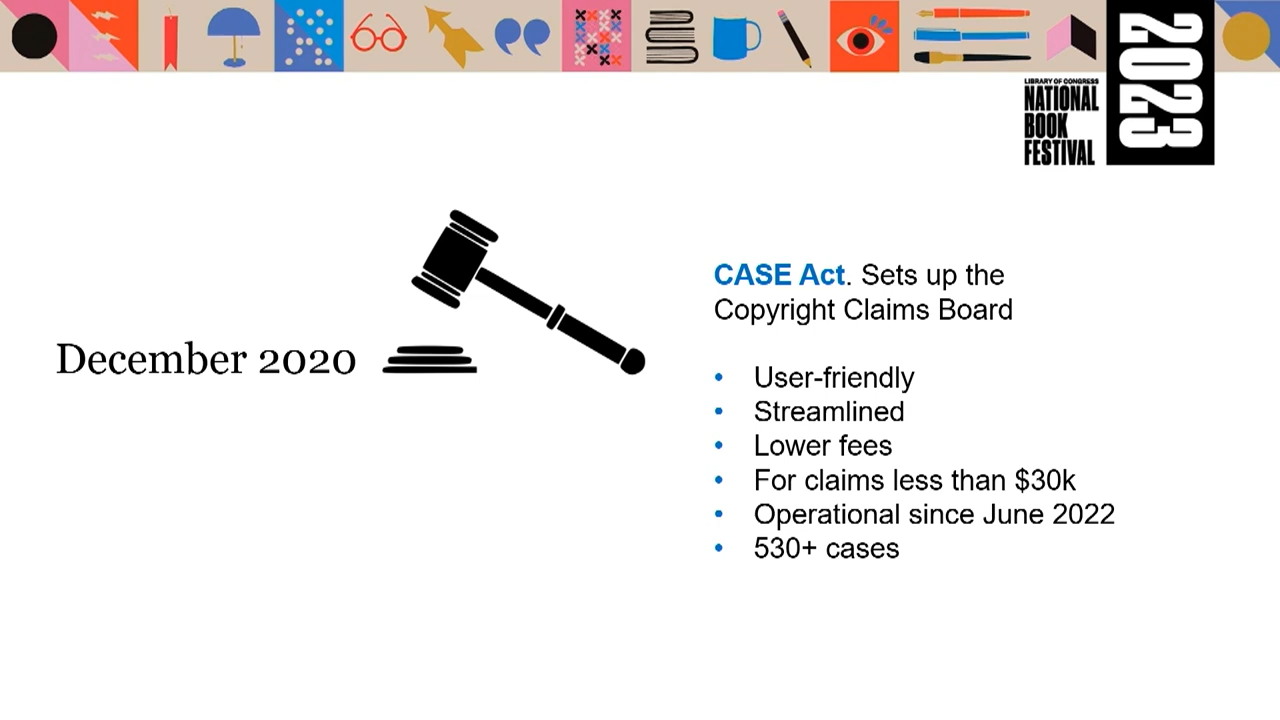 2023
LIBRARY OF CONGRESS
NATIONAL
BOOK
FESTIVAL
December 2020
CASE Act. Sets up the
Copyright Claims Board
• User-friendly
• Streamlined
• Lower fees
• For claims less than $30k
• Operational since June 2022
• 530+ cases